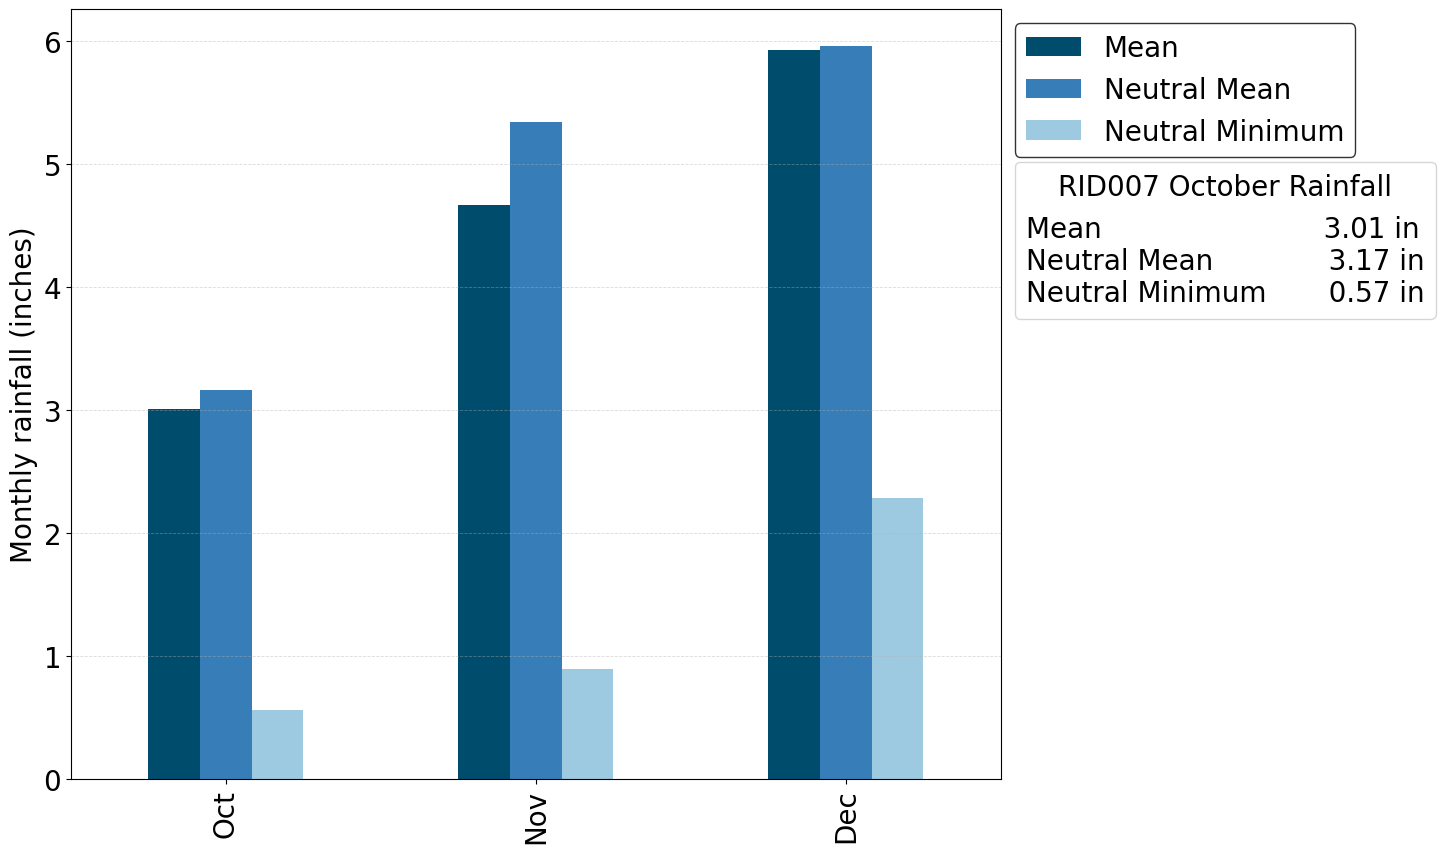 Mean
Neutral Mean
Neutral Minimum
RID007 October Rainfall
Mean 3.01 in
Neutral Mean 3.17 in
Neutral Minimum 0.57 in
Monthly rainfall (inches)
6
5
4
3
2
1
0
Oct
Nov
Dec